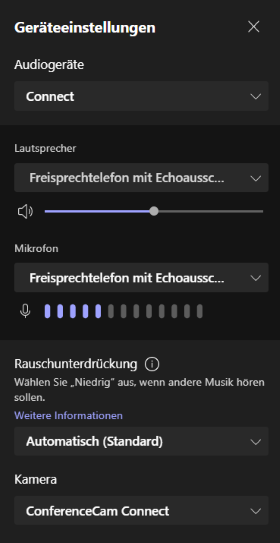 Geräteeinstellungen
Audiogeräte
Connect
Lautsprecher
Freisprechtelefon mit Echoaussc...
Mikrofon
Freisprechtelefon mit Echoaussc...
Rauschunterdrückung
Wählen Sie „Niedrig" aus, wenn andere Musik hören
sollen.
Weitere Informationen
Automatisch (Standard)
Kamera
ConferenceCam Connect